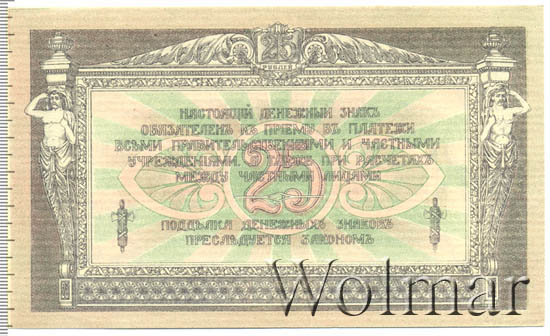 25
РУБЛЕЙ
НАСТОЯЩІЙ ДЕНЕЖНЫЙ ЗНАКЪ
ОБЯЗАТЕЛЕНЪ КЪ ПРІЕМУ ВЪ ПЛАТЕЖИ
ВСѢМИ ПРАВИТЕЛЬСТВЕННЫМИ И ЧАСТНЫМИ
УЧРЕЖДЕНІЯМИ, А ТАКЖЕ ПРИ РАСЧЕТАХЪ
МЕЖДУ ЧАСТНЫМИ ЛИЦАМИ
25
ПОДДѢЛКА ДЕНЕЖНЫХЪ ЗНАКОВЪ
ПРЕСЛѢДУЕТСЯ ЗАКОНОМЪ
Wolmar